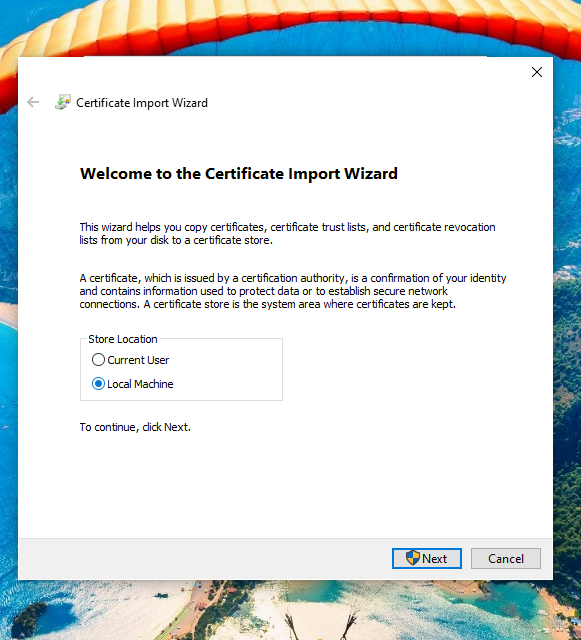 Certificate Import Wizard
Welcome to the Certificate Import Wizard
This wizard helps you copy certificates, certificate trust lists, and certificate revocation
lists from your disk to a certificate store.
A certificate, which is issued by a certification authority, is a confirmation of your identity
and contains information used to protect data or to establish secure network
connections. A certificate store is the system area where certificates are kept.
Store Location
Current User
Local Machine
To continue, click Next.
Next
Cancel